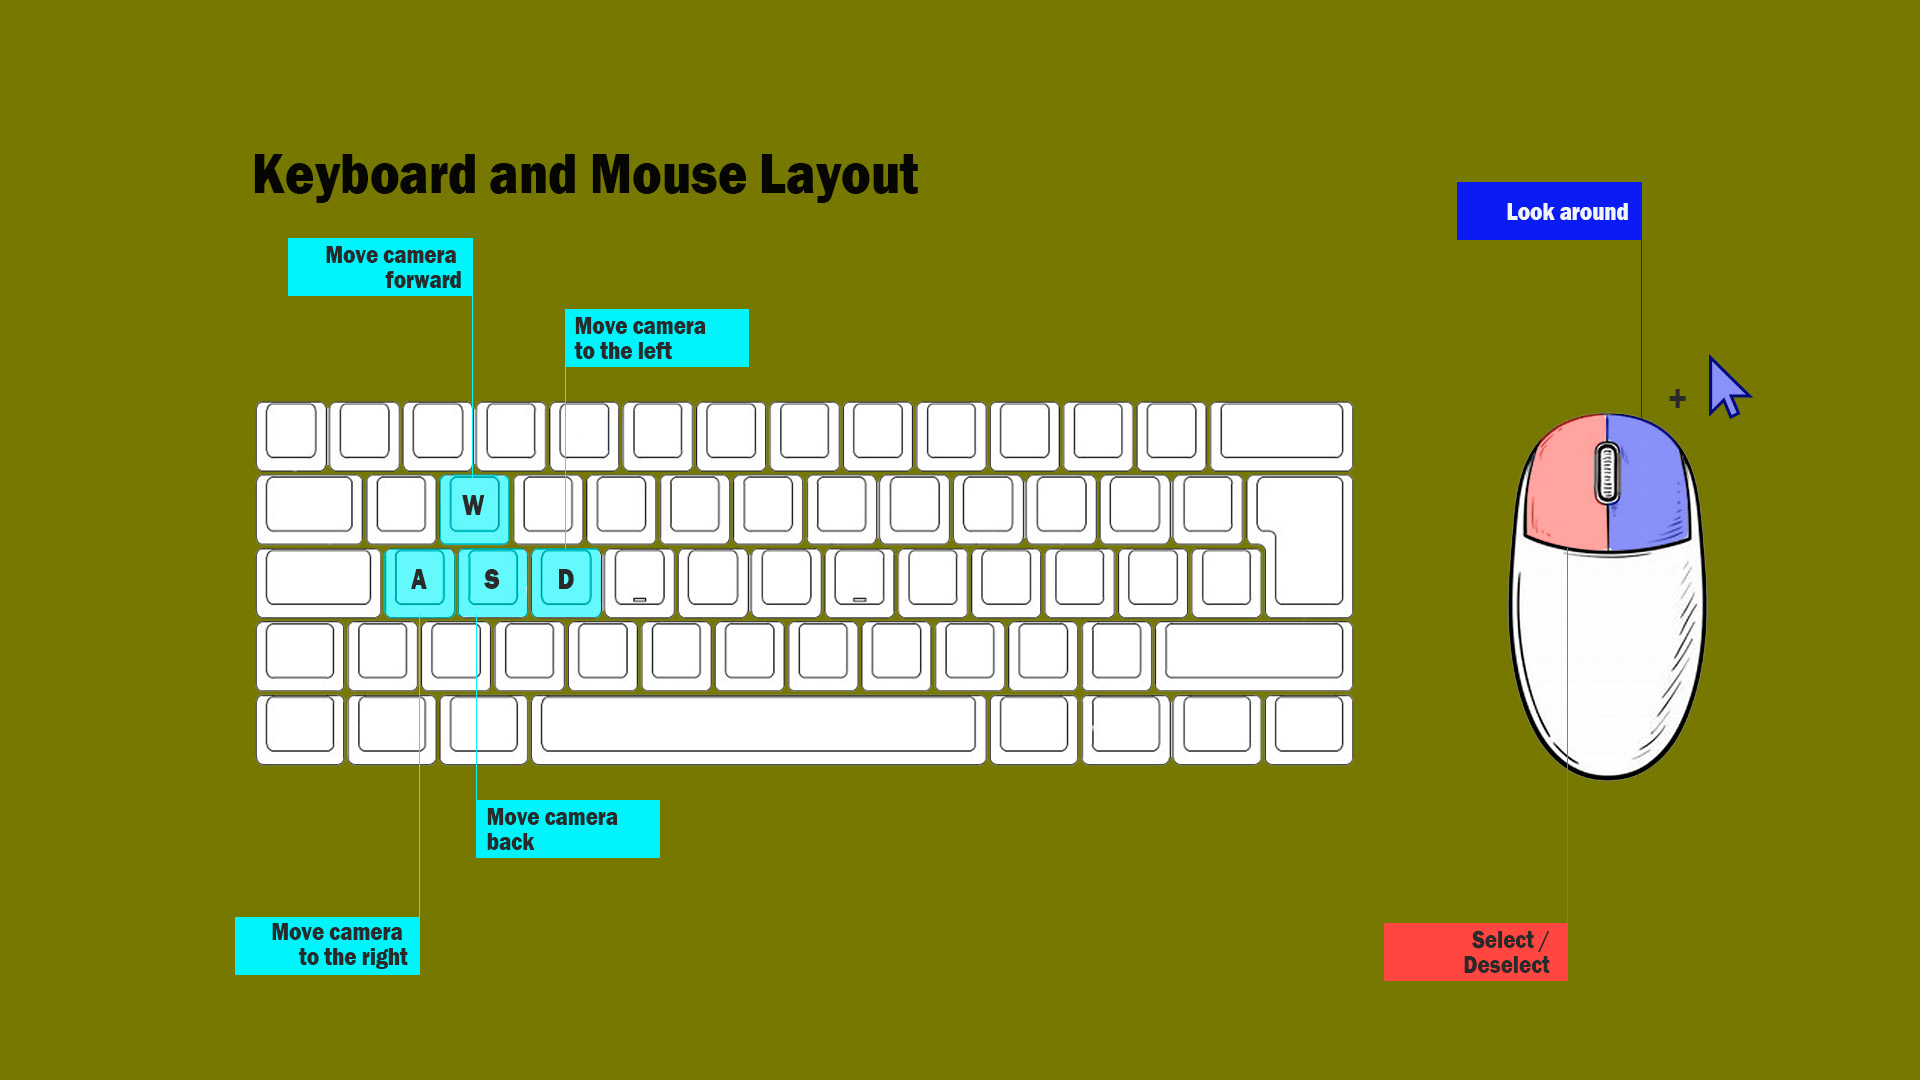 Keyboard and Mouse Layout
Look around
Move camera
forward
Move camera
to the left
+
W
A
S
D
Move camera
back
Move camera
to the right
Select /
Deselect